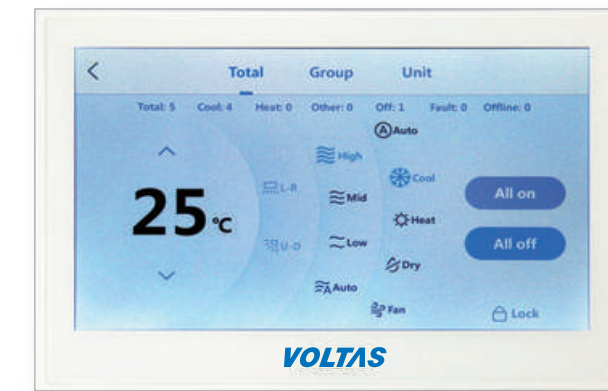 Total Group Unit
Total: 5 Cool: 4 Heat: 0 Other: 0 Off: 1 Fault: 0 Offline: 0
25 °C
L-R
U-D
High
Mid
Low
Auto
Auto
Cool
Heat
Dry
Fan
All on
All off
Lock
VOLTAS